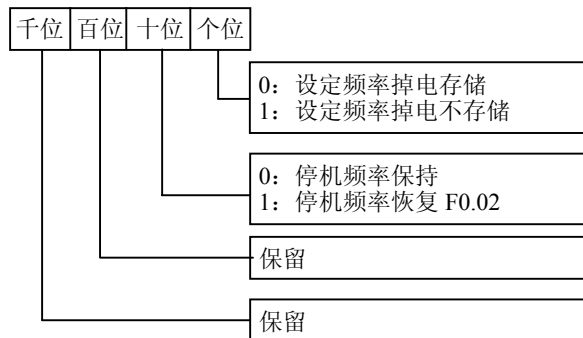 千位 百位 十位 个位
0：设定频率掉电存储
1：设定频率掉电不存储
0：停机频率保持
1：停机频率恢复 F0.02
保留
保留